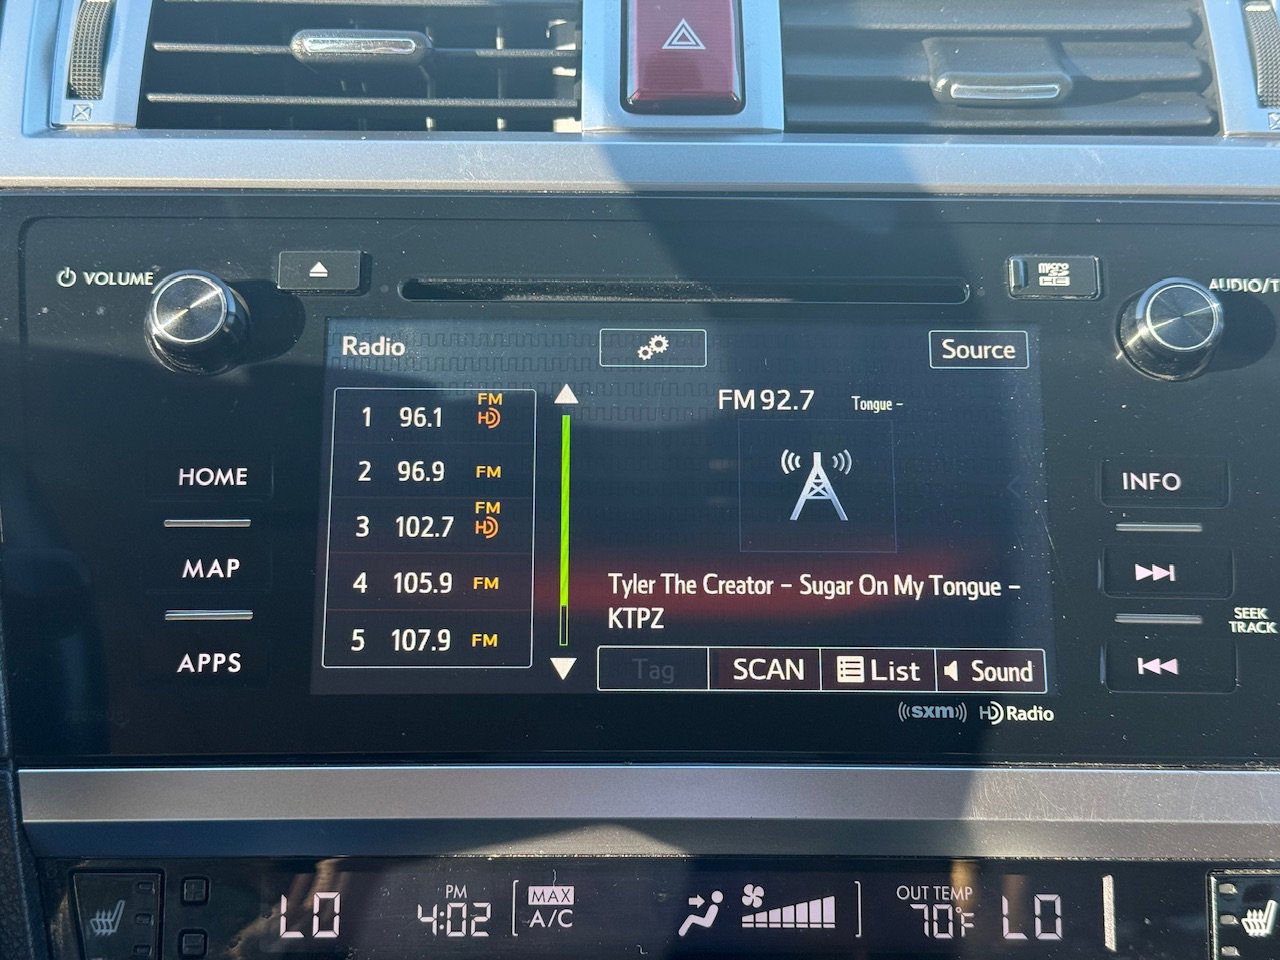 VOLUME
micro SD HC
AUDIO/T
Radio
Source
1 96.1 FM HD
2 96.9 FM
3 102.7 FM HD
4 105.9 FM
5 107.9 FM
FM 92.7 Tongue –
Tyler The Creator – Sugar On My Tongue –
KTPZ
Tag SCAN List Sound
((sxm)) HD Radio
HOME
MAP
APPS
INFO
SEEK
TRACK
LO
PM
4:02
MAX
A/C
OUT TEMP
70°F
LO